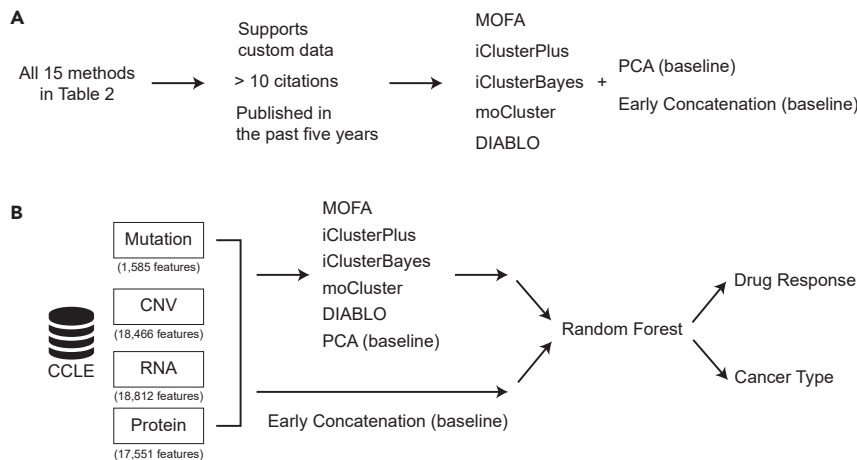 A
All 15 methods
in Table 2
Supports
custom data
> 10 citations
Published in
the past five years
MOFA
iClusterPlus
iClusterBayes
moCluster
DIABLO
+
PCA (baseline)
Early Concatenation (baseline)
B
CCLE
Mutation
(1,585 features)
CNV
(18,466 features)
RNA
(18,812 features)
Protein
(17,551 features)
MOFA
iClusterPlus
iClusterBayes
moCluster
DIABLO
PCA (baseline)
Early Concatenation (baseline)
Random Forest
Drug Response
Cancer Type